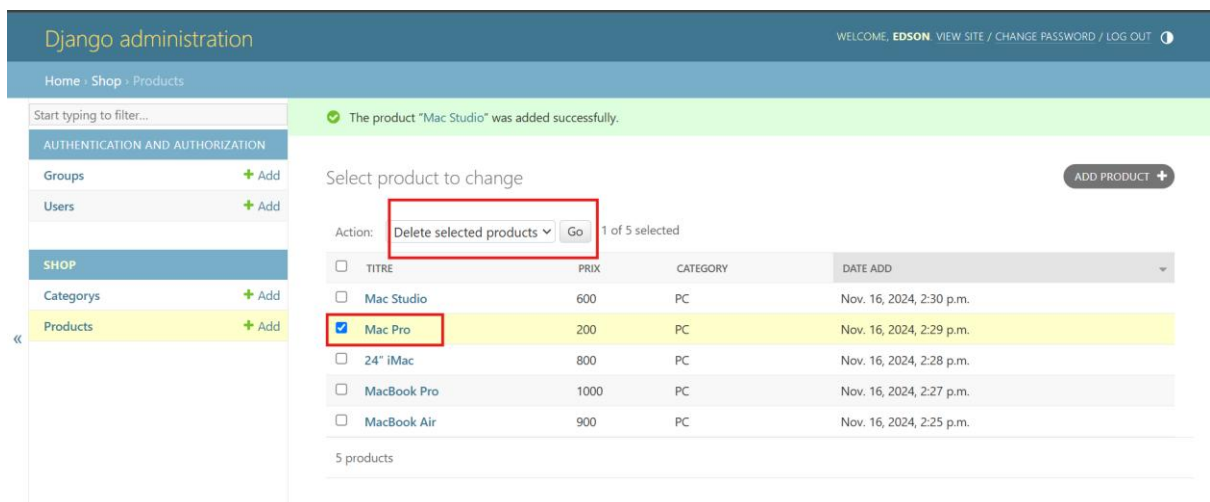 Django administration
WELCOME, EDSON. VIEW SITE / CHANGE PASSWORD / LOG OUT
Home › Shop › Products
Start typing to filter...
AUTHENTICATION AND AUTHORIZATION
Groups + Add
Users + Add
SHOP
Categorys + Add
Products + Add
«
The product “Mac Studio” was added successfully.
Select product to change
ADD PRODUCT +
Action: Delete selected products Go 1 of 5 selected
TITRE PRIX CATEGORY DATE ADD
Mac Studio 600 PC Nov. 16, 2024, 2:30 p.m.
Mac Pro 200 PC Nov. 16, 2024, 2:29 p.m.
24″ iMac 800 PC Nov. 16, 2024, 2:28 p.m.
MacBook Pro 1000 PC Nov. 16, 2024, 2:27 p.m.
MacBook Air 900 PC Nov. 16, 2024, 2:25 p.m.
5 products